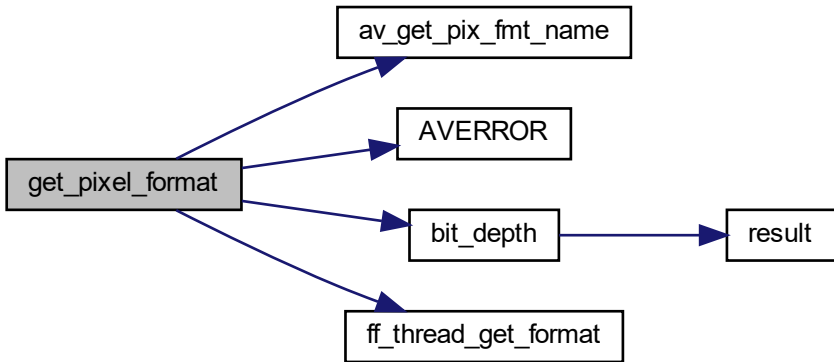 av_get_pix_fmt_name
AVERROR
get_pixel_format
bit_depth
result
ff_thread_get_format